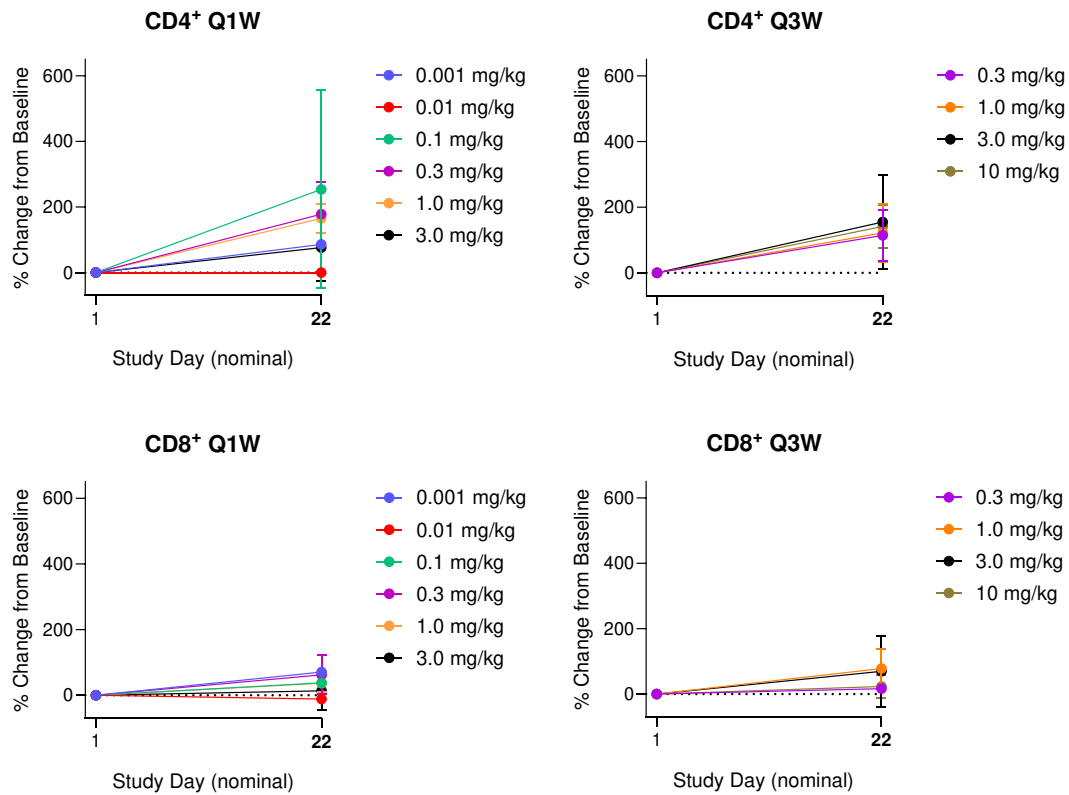 CD4⁺ Q1W
% Change from Baseline
600
400
200
0
1
22
Study Day (nominal)
0.001 mg/kg
0.01 mg/kg
0.1 mg/kg
0.3 mg/kg
1.0 mg/kg
3.0 mg/kg
CD4⁺ Q3W
% Change from Baseline
600
400
200
0
1
22
Study Day (nominal)
0.3 mg/kg
1.0 mg/kg
3.0 mg/kg
10 mg/kg
CD8⁺ Q1W
% Change from Baseline
600
400
200
0
1
22
Study Day (nominal)
0.001 mg/kg
0.01 mg/kg
0.1 mg/kg
0.3 mg/kg
1.0 mg/kg
3.0 mg/kg
CD8⁺ Q3W
% Change from Baseline
600
400
200
0
1
22
Study Day (nominal)
0.3 mg/kg
1.0 mg/kg
3.0 mg/kg
10 mg/kg